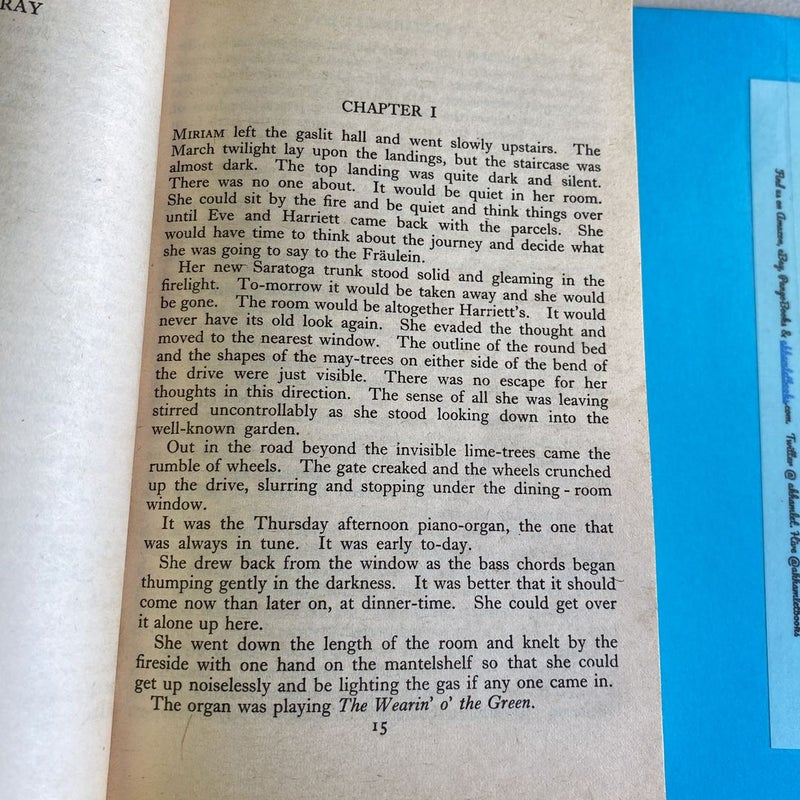 RAY
CHAPTER I
MIRIAM left the gaslit hall and went slowly upstairs. The
March twilight lay upon the landings, but the staircase was
almost dark. The top landing was quite dark and silent.
There was no one about. It would be quiet in her room.
She could sit by the fire and be quiet and think things over
until Eve and Harriett came back with the parcels. She
would have time to think about the journey and decide what
she was going to say to the Fräulein.
Her new Saratoga trunk stood solid and gleaming in the
firelight. To-morrow it would be taken away and she would
be gone. The room would be altogether Harriett's. It would
never have its old look again. She evaded the thought and
moved to the nearest window. The outline of the round bed
and the shapes of the may-trees on either side of the bend of
the drive were just visible. There was no escape for her
thoughts in this direction. The sense of all she was leaving
stirred uncontrollably as she stood looking down into the
well-known garden.
Out in the road beyond the invisible lime-trees came the
rumble of wheels. The gate creaked and the wheels crunched
up the drive, slurring and stopping under the dining-room
window.
It was the Thursday afternoon piano-organ, the one that
was always in tune. It was early to-day.
She drew back from the window as the bass chords began
thumping gently in the darkness. It was better that it should
come now than later on, at dinner-time. She could get over
it alone up here.
She went down the length of the room and knelt by the
fireside with one hand on the mantelshelf so that she could
get up noiselessly and be lighting the gas if any one came in.
The organ was playing The Wearin' o' the Green.
15
Find us on Amazon, eBay, PangoBooks & akhamletbooks.com. Twitter @ akhamlet. Hive @akhamletbooks